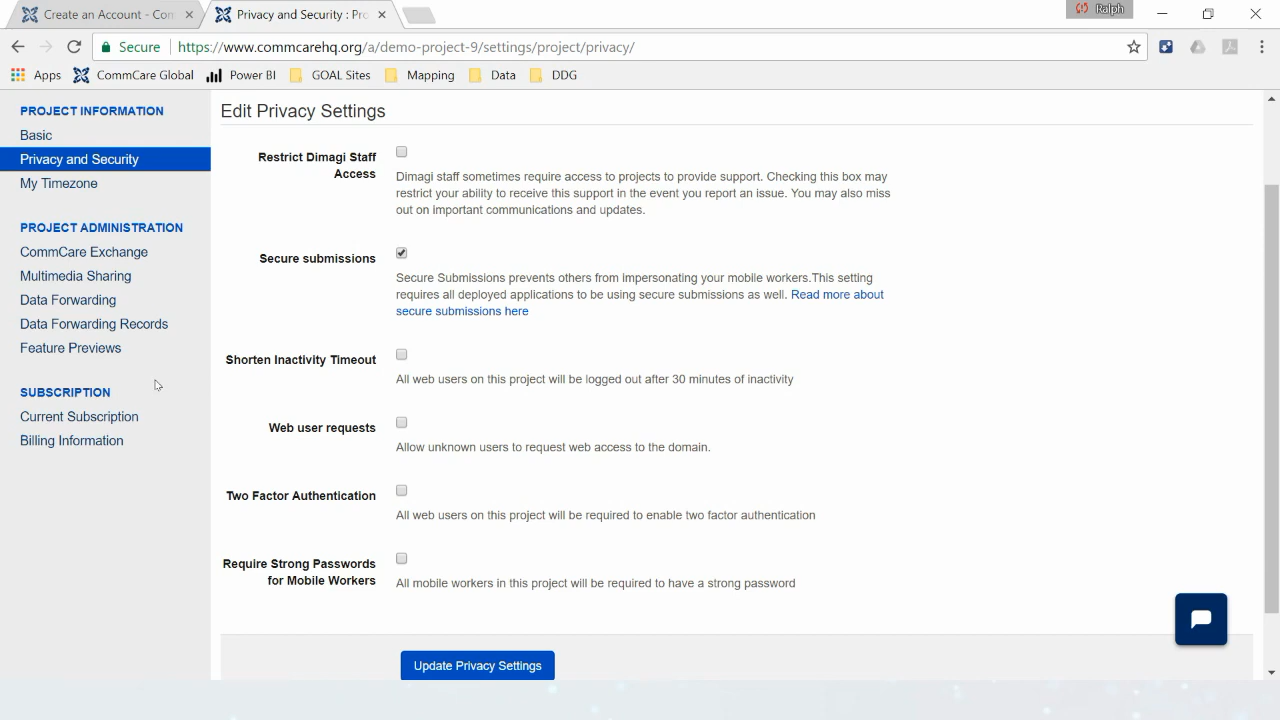 Create an Account - Com
Privacy and Security : Pro
Ralph
Secure
https://www.commcarehq.org/a/demo-project-9/settings/project/privacy/
Apps
CommCare Global
Power BI
GOAL Sites
Mapping
Data
DDG
PROJECT INFORMATION
Basic
Privacy and Security
My Timezone
PROJECT ADMINISTRATION
CommCare Exchange
Multimedia Sharing
Data Forwarding
Data Forwarding Records
Feature Previews
SUBSCRIPTION
Current Subscription
Billing Information
Edit Privacy Settings
Restrict Dimagi Staff
Access
Dimagi staff sometimes require access to projects to provide support. Checking this box may
restrict your ability to receive this support in the event you report an issue. You may also miss
out on important communications and updates.
Secure submissions
Secure Submissions prevents others from impersonating your mobile workers.This setting
requires all deployed applications to be using secure submissions as well. Read more about
secure submissions here
Shorten Inactivity Timeout
All web users on this project will be logged out after 30 minutes of inactivity
Web user requests
Allow unknown users to request web access to the domain.
Two Factor Authentication
All web users on this project will be required to enable two factor authentication
Require Strong Passwords
for Mobile Workers
All mobile workers in this project will be required to have a strong password
Update Privacy Settings